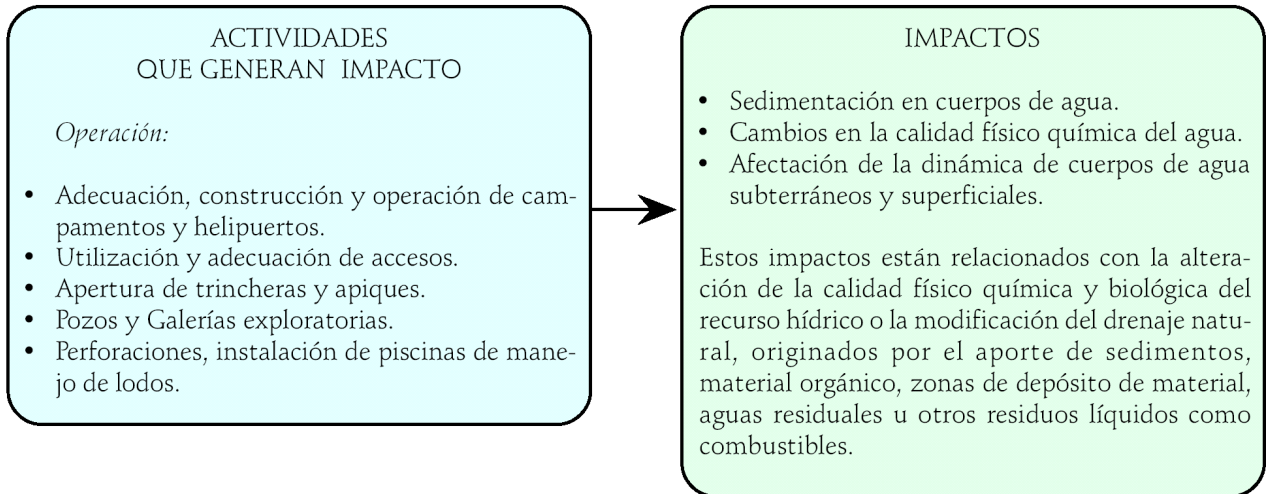 ACTIVIDADES
QUE GENERAN IMPACTO
Operación:
• Adecuación, construcción y operación de cam-
pamentos y helipuertos.
• Utilización y adecuación de accesos.
• Apertura de trincheras y apiques.
• Pozos y Galerías exploratorias.
• Perforaciones, instalación de piscinas de mane-
jo de lodos.
IMPACTOS
• Sedimentación en cuerpos de agua.
• Cambios en la calidad físico química del agua.
• Afectación de la dinámica de cuerpos de agua
subterráneos y superficiales.
Estos impactos están relacionados con la altera-
ción de la calidad físico química y biológica del
recurso hídrico o la modificación del drenaje natu-
ral, originados por el aporte de sedimentos,
material orgánico, zonas de depósito de material,
aguas residuales u otros residuos líquidos como
combustibles.